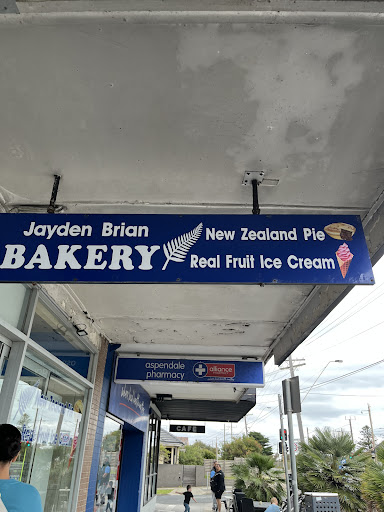 Jayden Brian
BAKERY
New Zealand Pie
Real Fruit Ice Cream
aspendale
pharmacy
alliance
CAFE